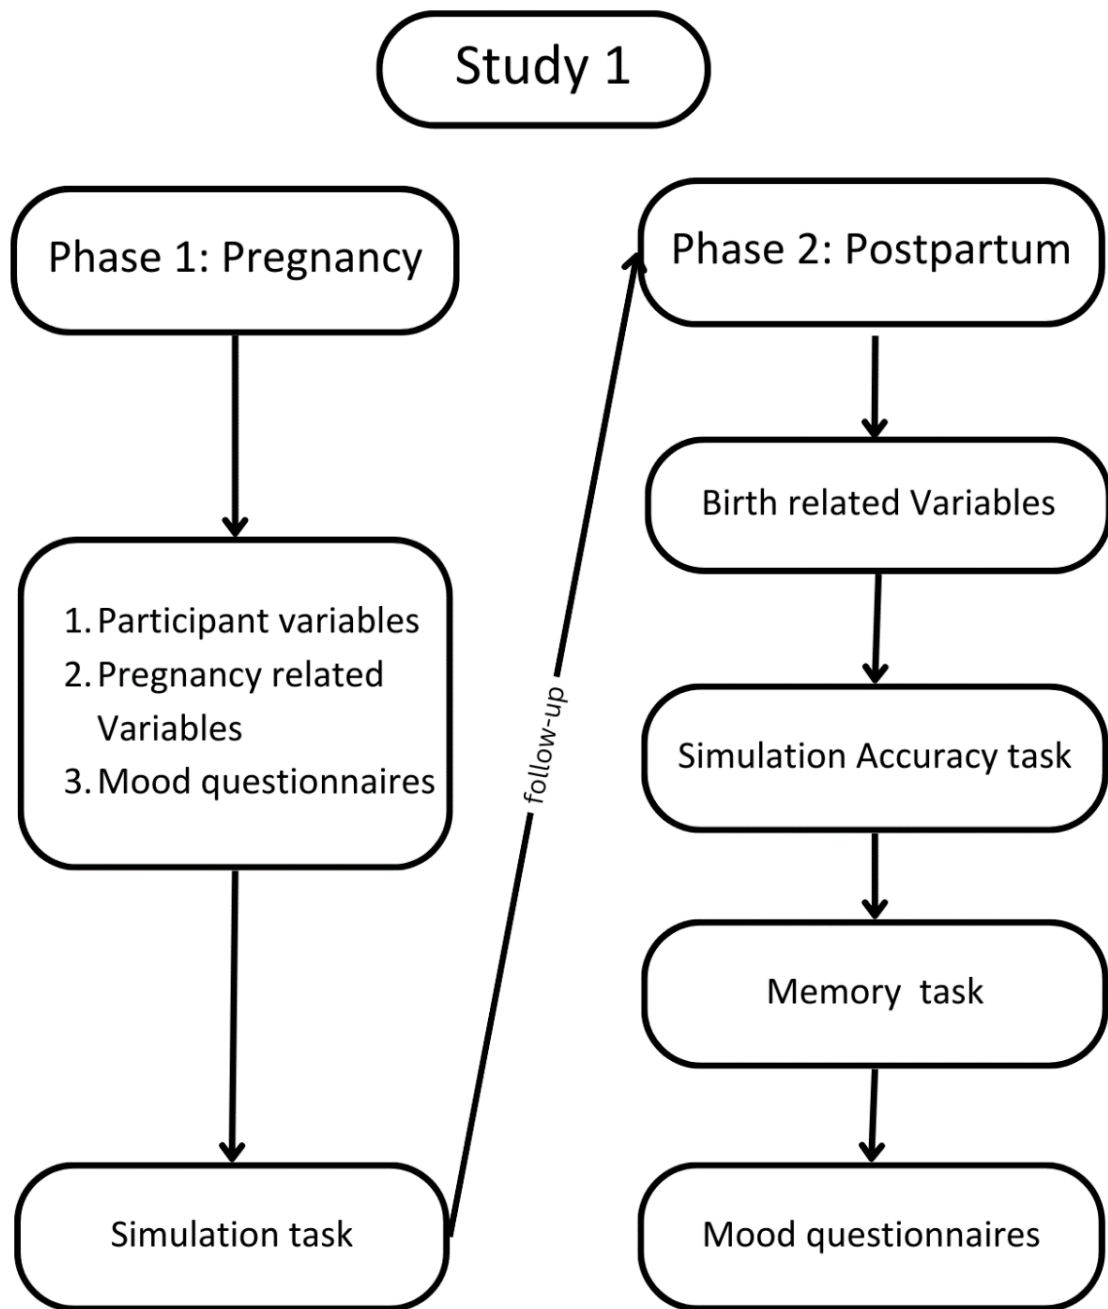 Study 1
Phase 1: Pregnancy
1. Participant variables
2. Pregnancy related
Variables
3. Mood questionnaires
Simulation task
follow-up
Phase 2: Postpartum
Birth related Variables
Simulation Accuracy task
Memory task
Mood questionnaires